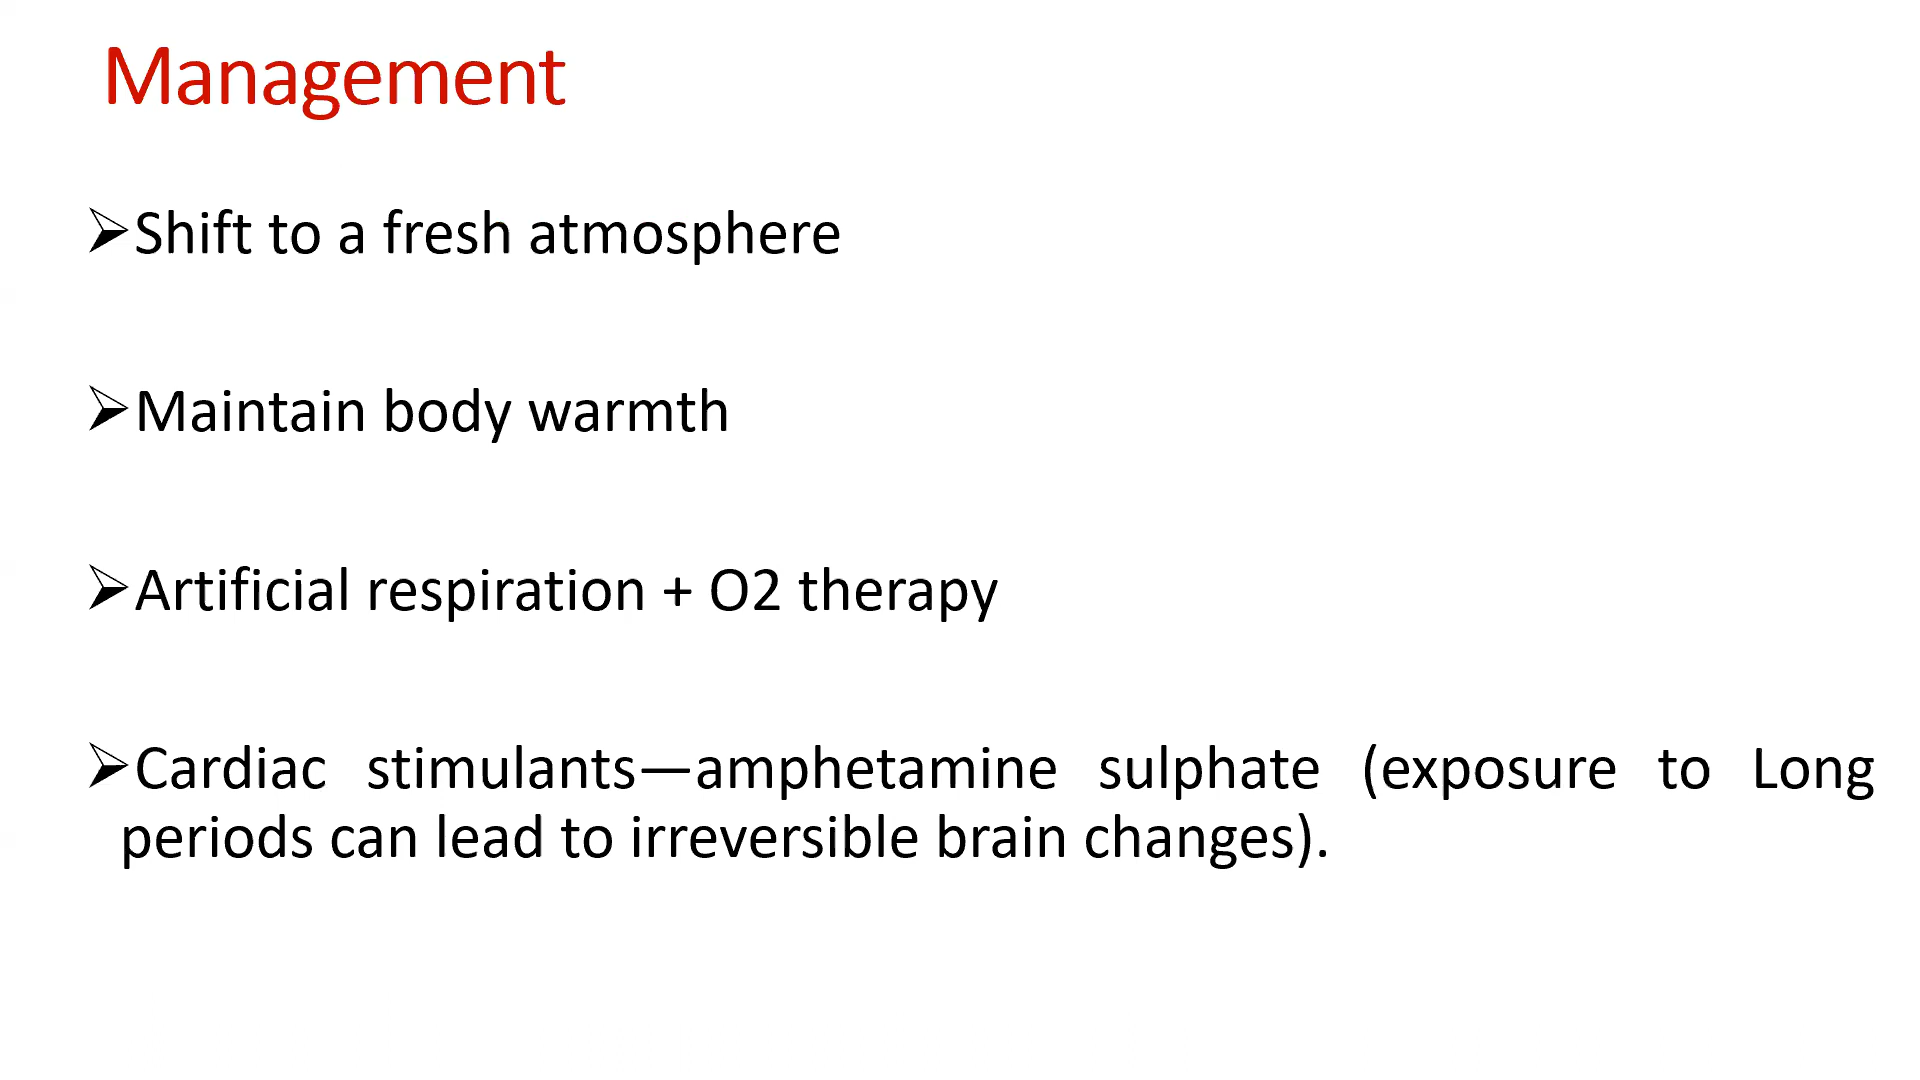 Management
➢Shift to a fresh atmosphere
➢Maintain body warmth
➢Artificial respiration + O2 therapy
➢Cardiac stimulants—amphetamine sulphate (exposure to Long
periods can lead to irreversible brain changes).